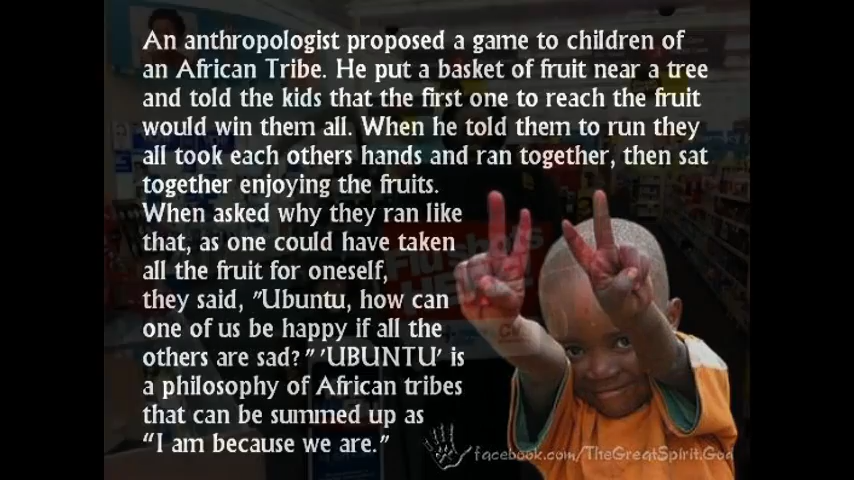 An anthropologist proposed a game to children of
an African Tribe. He put a basket of fruit near a tree
and told the kids that the first one to reach the fruit
would win them all. When he told them to run they
all took each others hands and ran together, then sat
together enjoying the fruits.
When asked why they ran like
that, as one could have taken
all the fruit for oneself,
they said, "Ubuntu, how can
one of us be happy if all the
others are sad?" 'UBUNTU' is
a philosophy of African tribes
that can be summed up as
“I am because we are.”
facebook.com/TheGreatSpirit.God
Flu shots
HERE